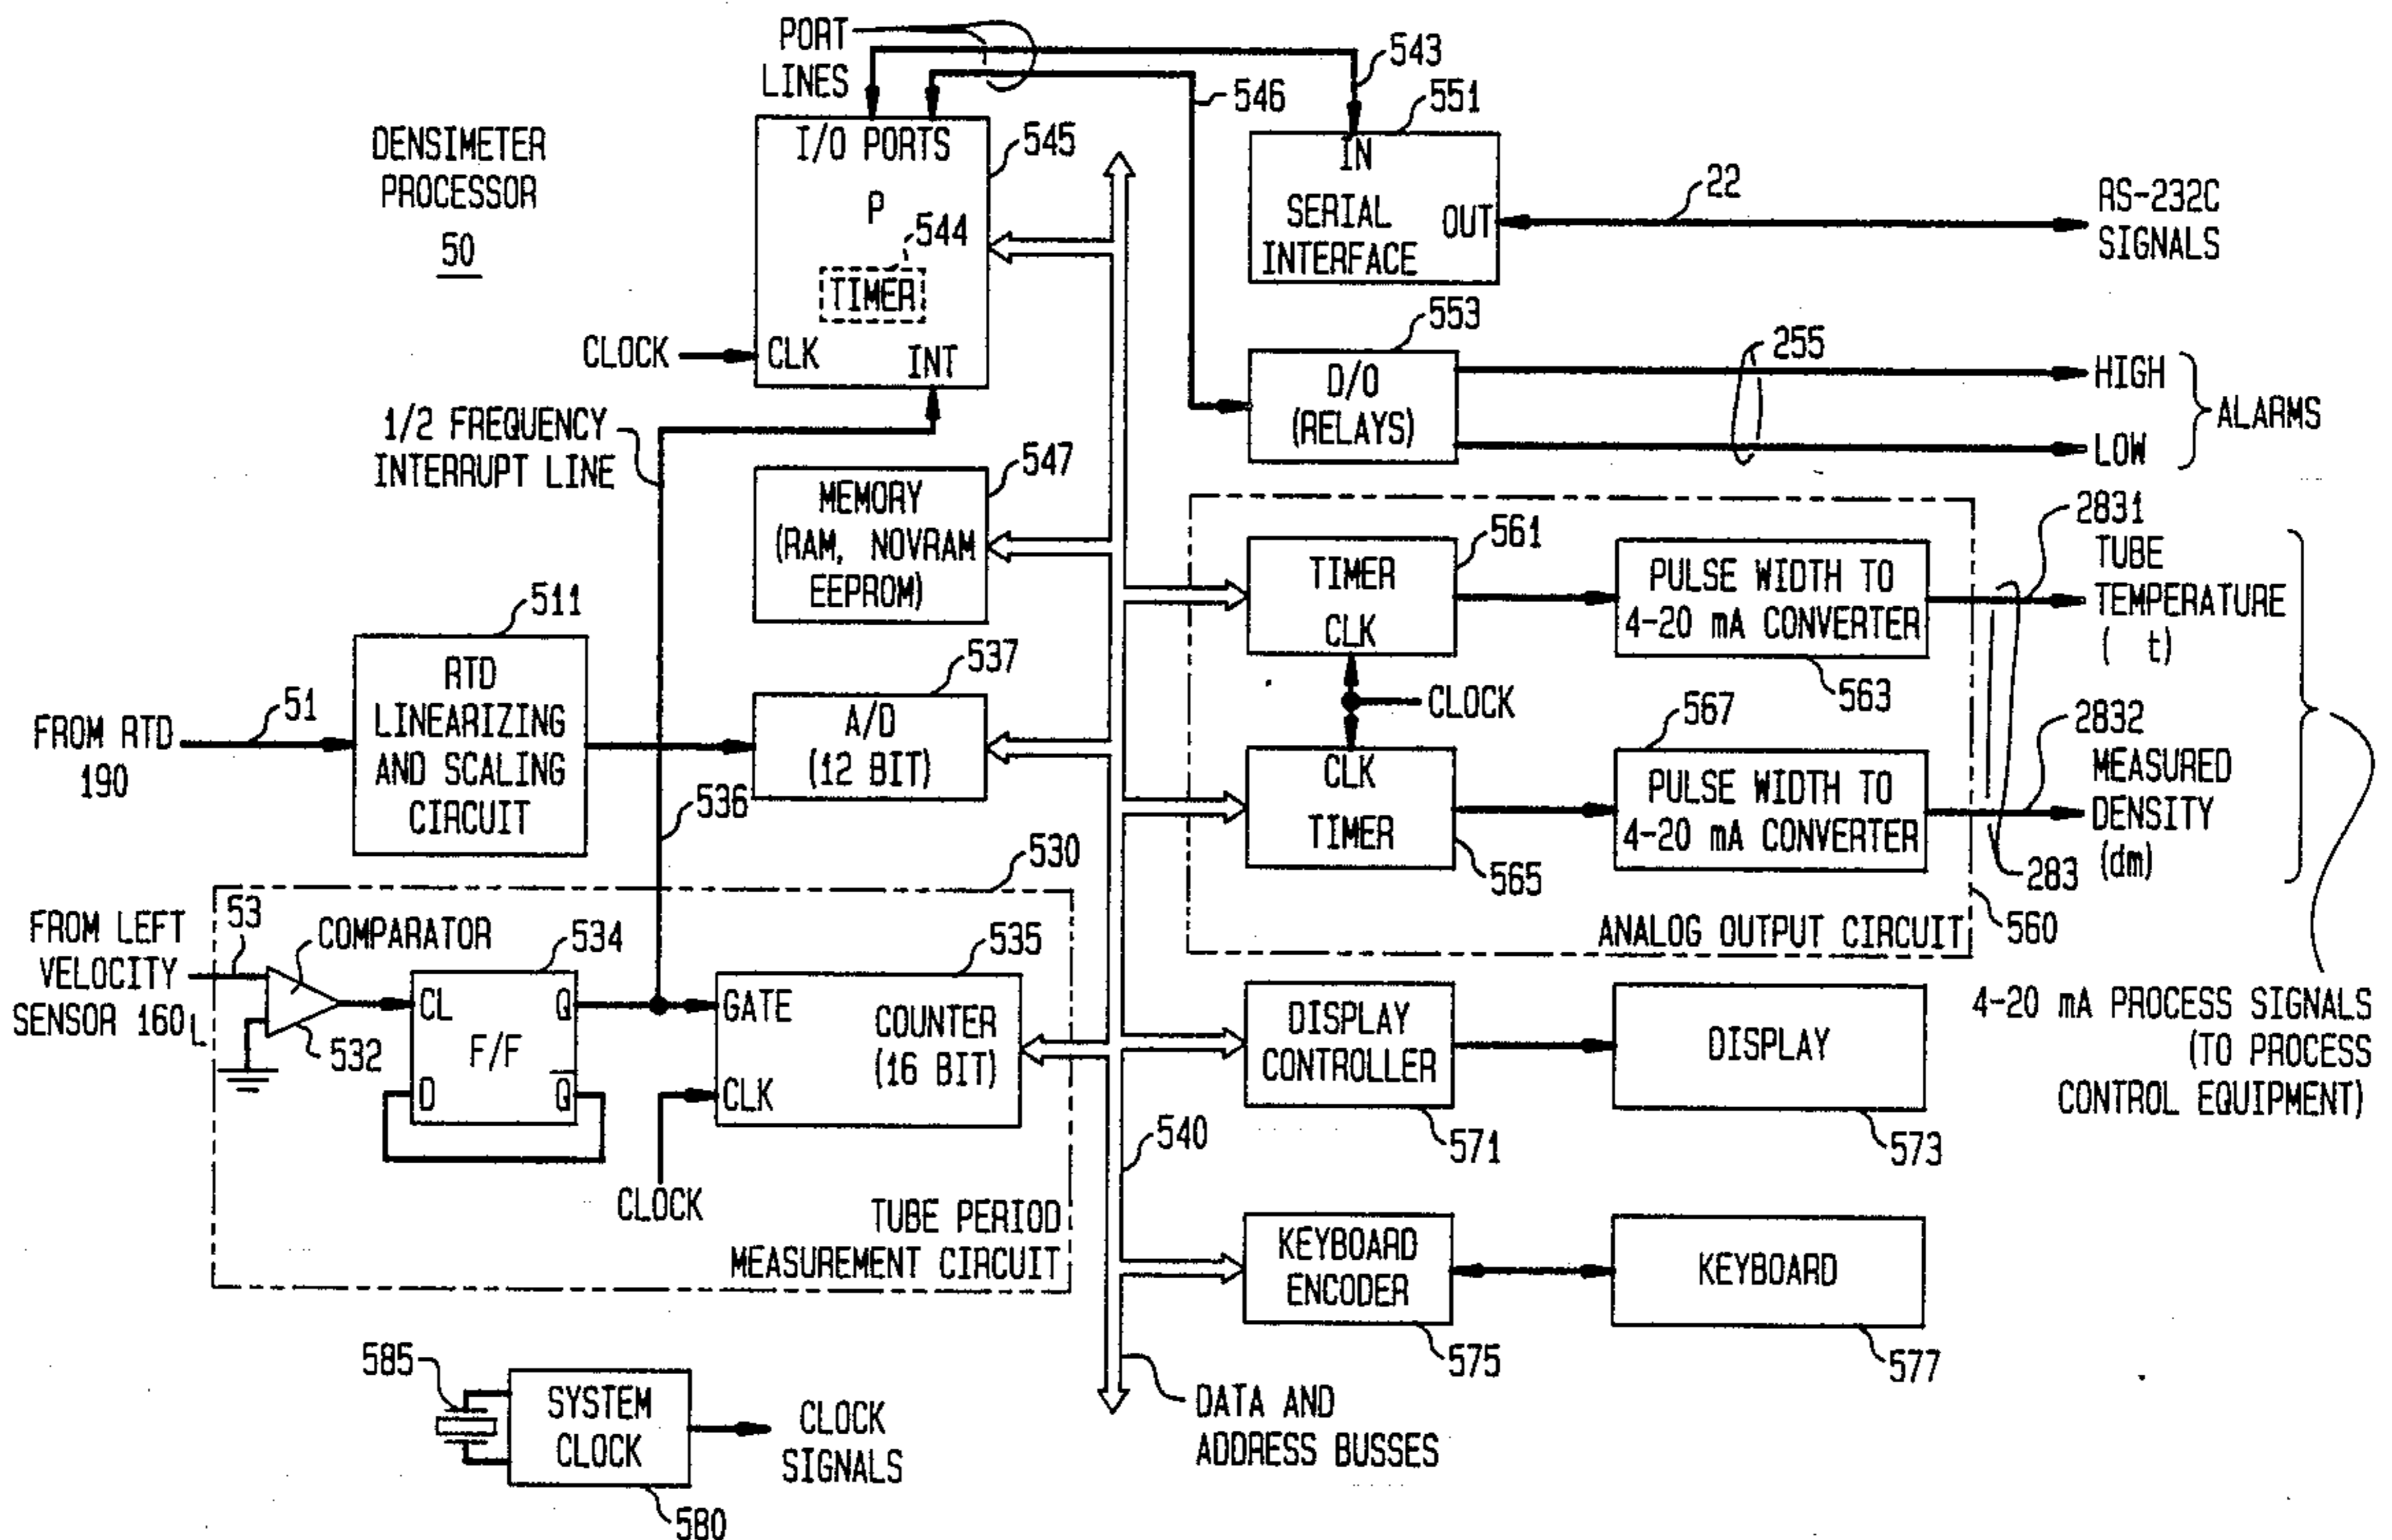 PORT
LINES
543
546
551
DENSIMETER
PROCESSOR
50
I/O PORTS
P
544
TIMER
CLOCK
CLK
INT
545
IN
SERIAL
INTERFACE
OUT
22
RS-232C
SIGNALS
553
D/O
(RELAYS)
255
HIGH
LOW
ALARMS
1/2 FREQUENCY
INTERRUPT LINE
547
MEMORY
(RAM, NOVRAM
EEPROM)
561
TIMER
CLK
PULSE WIDTH TO
4-20 mA CONVERTER
563
2831
TUBE
TEMPERATURE
( t)
CLOCK
511
RTD
LINEARIZING
AND SCALING
CIRCUIT
FROM RTD
190
51
537
A/D
(12 BIT)
536
CLK
TIMER
565
567
PULSE WIDTH TO
4-20 mA CONVERTER
2832
MEASURED
DENSITY
(dm)
283
560
ANALOG OUTPUT CIRCUIT
4-20 mA PROCESS SIGNALS
(TO PROCESS
CONTROL EQUIPMENT)
530
FROM LEFT
VELOCITY
SENSOR 160L
53
COMPARATOR
532
534
CL
Q
F/F
D
Q̅
535
GATE
COUNTER
(16 BIT)
CLK
CLOCK
TUBE PERIOD
MEASUREMENT CIRCUIT
DISPLAY
CONTROLLER
571
DISPLAY
573
540
KEYBOARD
ENCODER
575
KEYBOARD
577
585
SYSTEM
CLOCK
580
CLOCK
SIGNALS
DATA AND
ADDRESS BUSSES